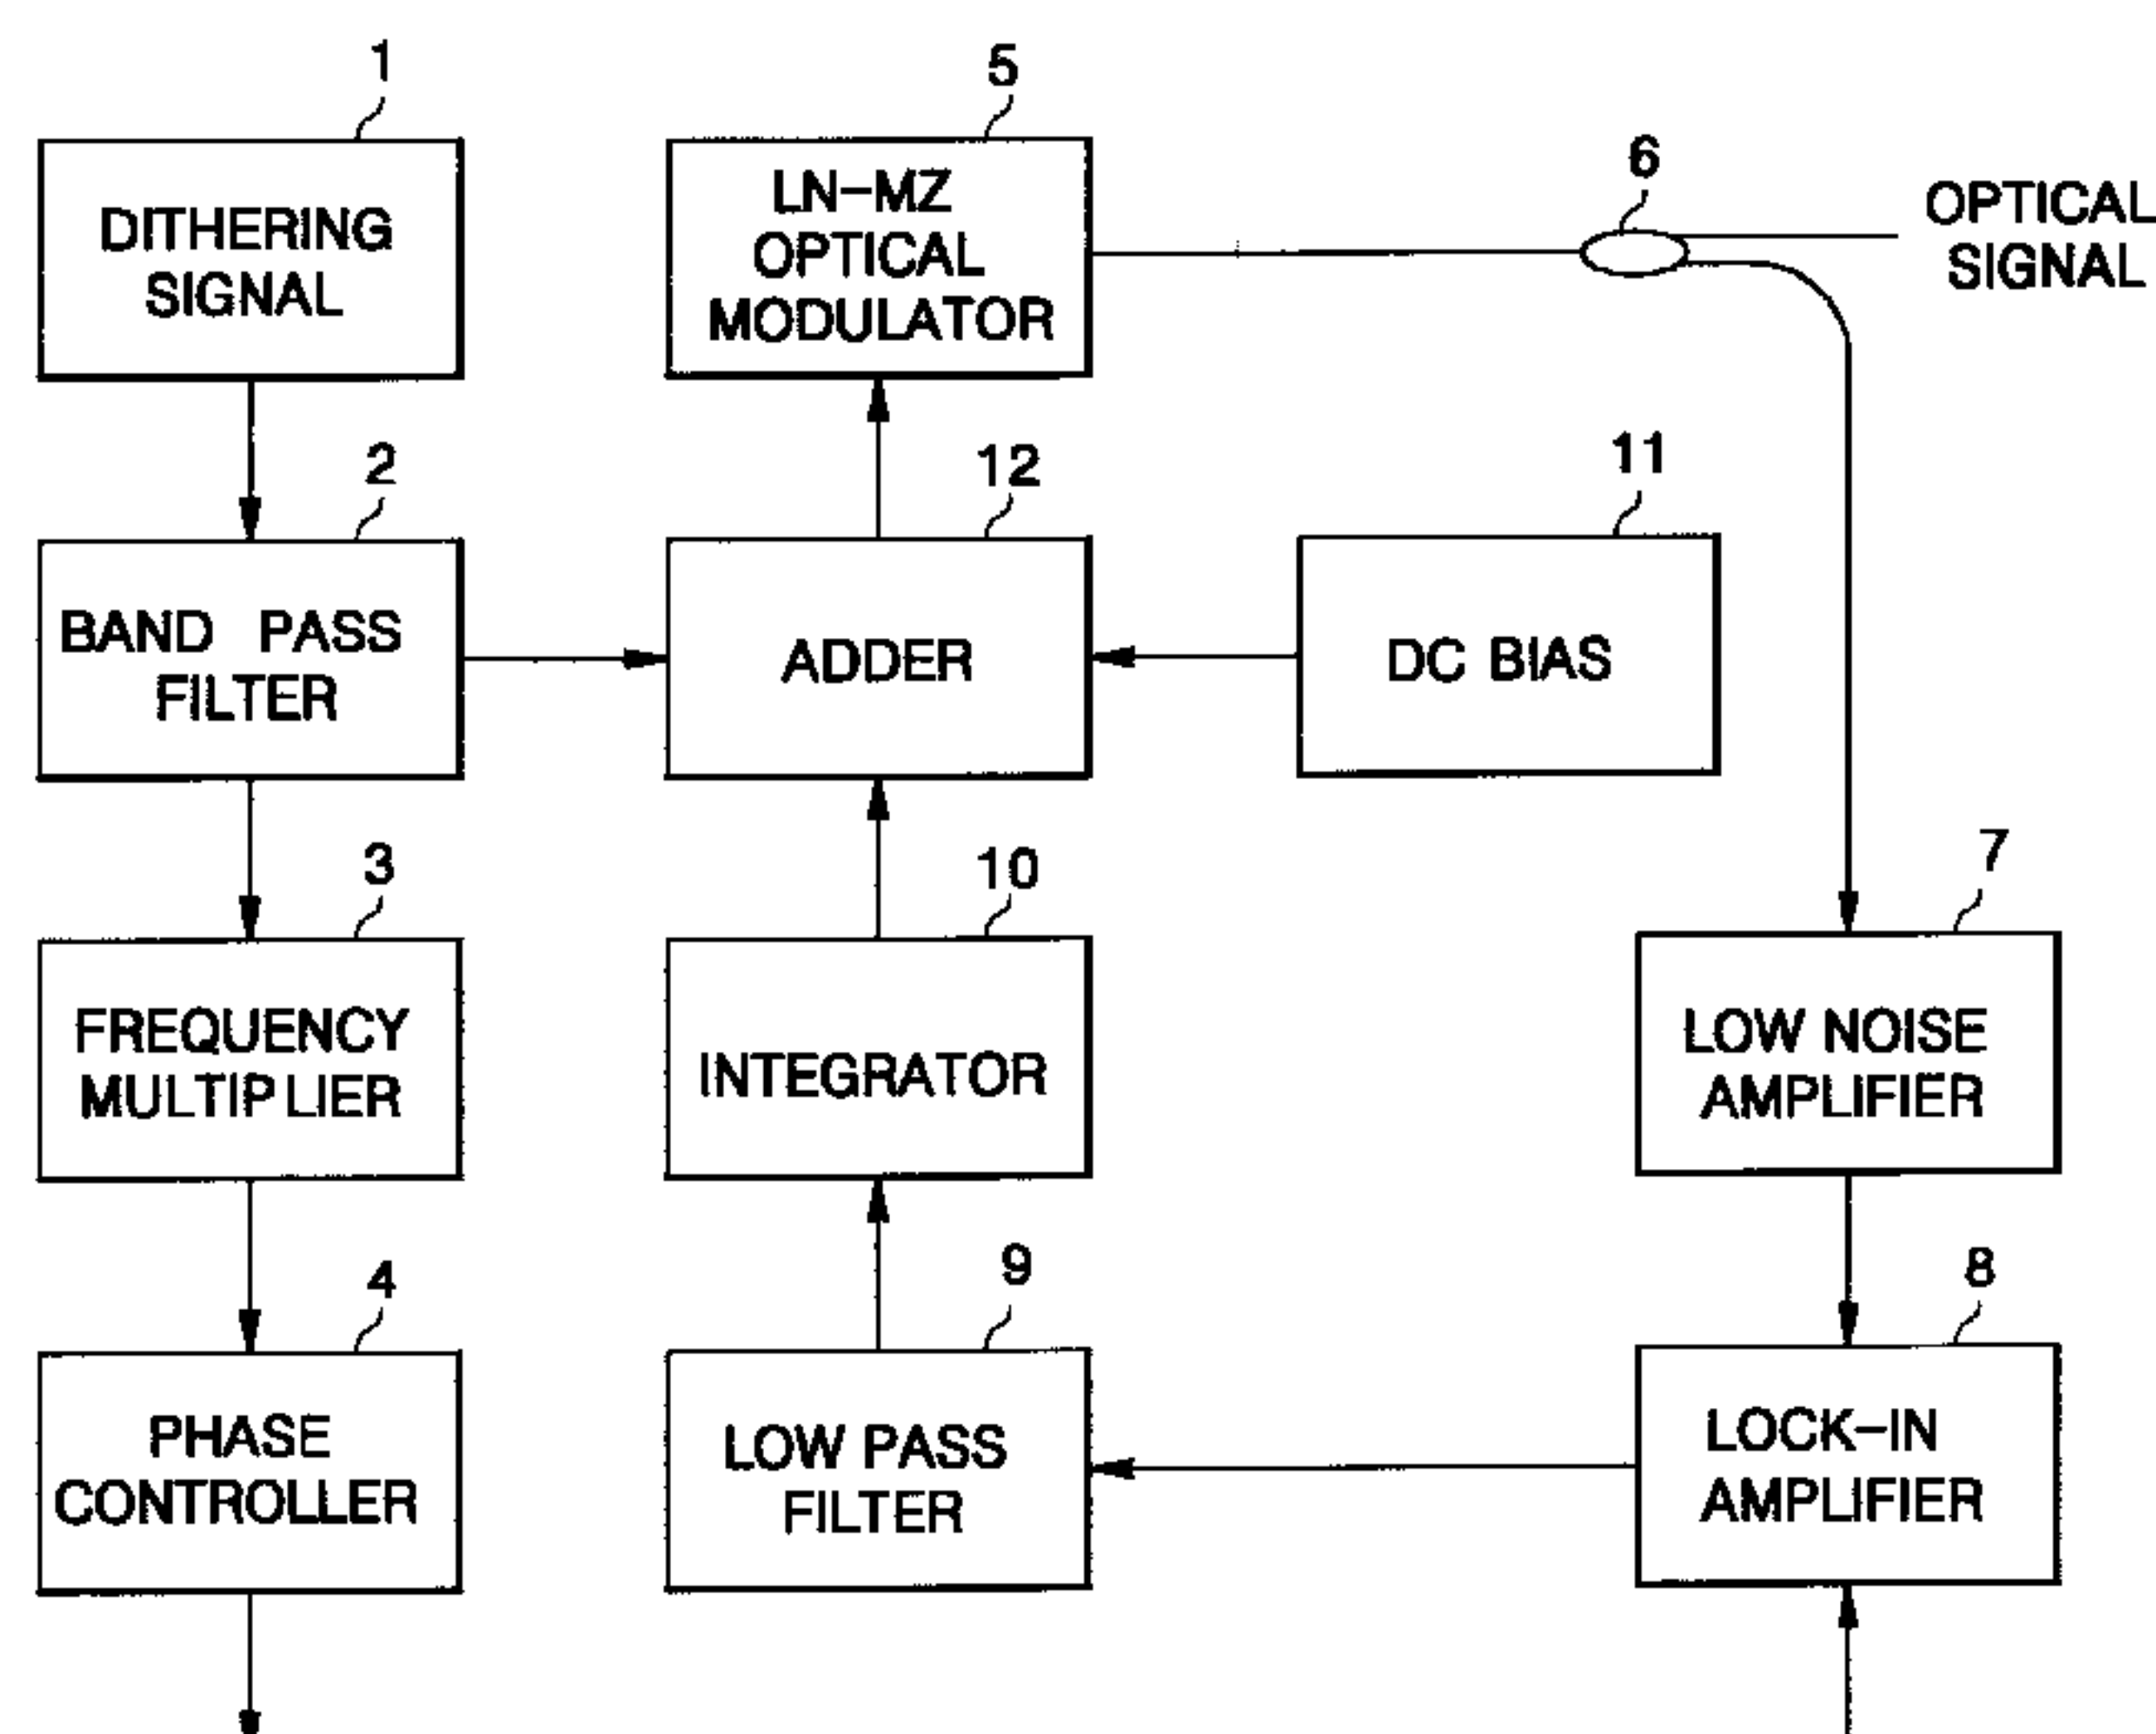 1
DITHERING
SIGNAL
5
LN-MZ
OPTICAL
MODULATOR
6
OPTICAL
SIGNAL
2
BAND PASS
FILTER
12
ADDER
11
DC BIAS
3
FREQUENCY
MULTIPLIER
10
INTEGRATOR
7
LOW NOISE
AMPLIFIER
4
PHASE
CONTROLLER
9
LOW PASS
FILTER
8
LOCK-IN
AMPLIFIER